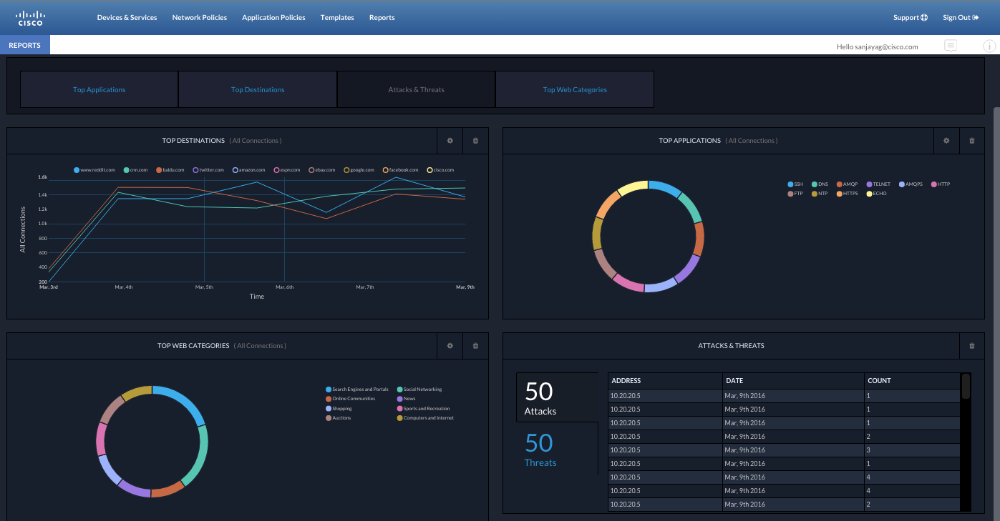 CISCO
Devices & Services Network Policies Application Policies Templates Reports Support Sign Out
REPORTS
Hello sanjayag@cisco.com
Top Applications Top Destinations Attacks & Threats Top Web Categories
TOP DESTINATIONS ( All Connections )
www.reddit.com cnn.com baidu.com twitter.com amazon.com espn.com ebay.com google.com facebook.com cisco.com
All Connections
1.6k
1.4k
1.2k
1.0k
800
600
400
200
Mar, 3rd Mar, 4th Mar, 5th Mar, 6th Mar, 7th Mar, 9th
Time
TOP APPLICATIONS ( All Connections )
SSH DNS AMQP TELNET AMQPS HTTP
FTP NTP HTTPS ECHO
TOP WEB CATEGORIES ( All Connections )
Search Engines and Portals Social Networking
Online Communities News
Shopping Sports and Recreation
Auctions Computers and Internet
ATTACKS & THREATS
50
Attacks
50
Threats
ADDRESS DATE COUNT
10.20.20.5 Mar, 9th 2016 1
10.20.20.5 Mar, 9th 2016 1
10.20.20.5 Mar, 9th 2016 1
10.20.20.5 Mar, 9th 2016 2
10.20.20.5 Mar, 9th 2016 3
10.20.20.5 Mar, 9th 2016 1
10.20.20.5 Mar, 9th 2016 4
10.20.20.5 Mar, 9th 2016 4
10.20.20.5 Mar, 9th 2016 2